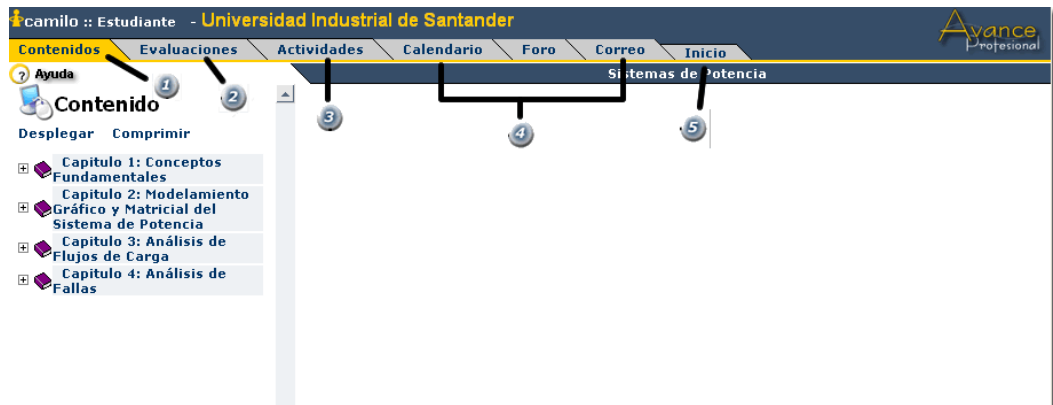 camilo :: Estudiante - Universidad Industrial de Santander
Avance
Profesional
Contenidos Evaluaciones Actividades Calendario Foro Correo Inicio
? Ayuda
Sistemas de Potencia
1 2 3 4 5
Contenido
Desplegar Comprimir
Capitulo 1: Conceptos
Fundamentales
Capitulo 2: Modelamiento
Gráfico y Matricial del
Sistema de Potencia
Capitulo 3: Análisis de
Flujos de Carga
Capitulo 4: Análisis de
Fallas